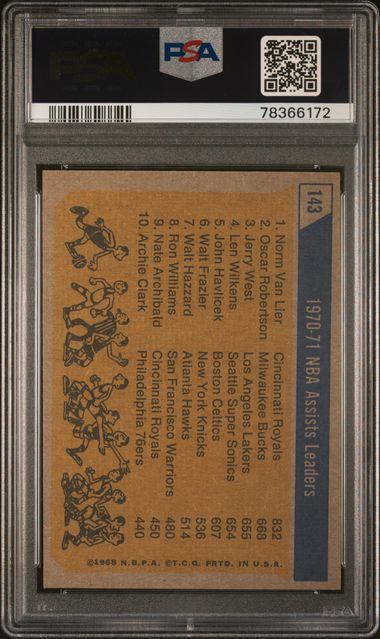 PSA
PSA
78366172
143
1970-71 NBA Assists Leaders
1. Norm Van Lier Cincinnati Royals 832
2. Oscar Robertson Milwaukee Bucks 668
3. Jerry West Los Angeles Lakers 655
4. Len Wilkens Seattle Super Sonics 654
5. John Havlicek Boston Celtics 607
6. Walt Frazier New York Knicks 536
7. Walt Hazzard Atlanta Hawks 514
8. Ron Williams San Francisco Warriors 480
9. Nate Archibald Cincinnati Royals 450
10. Archie Clark Philadelphia 76ers 440
©1968 N.B.P.A. ©T.C.G. PRTD. IN U.S.A.